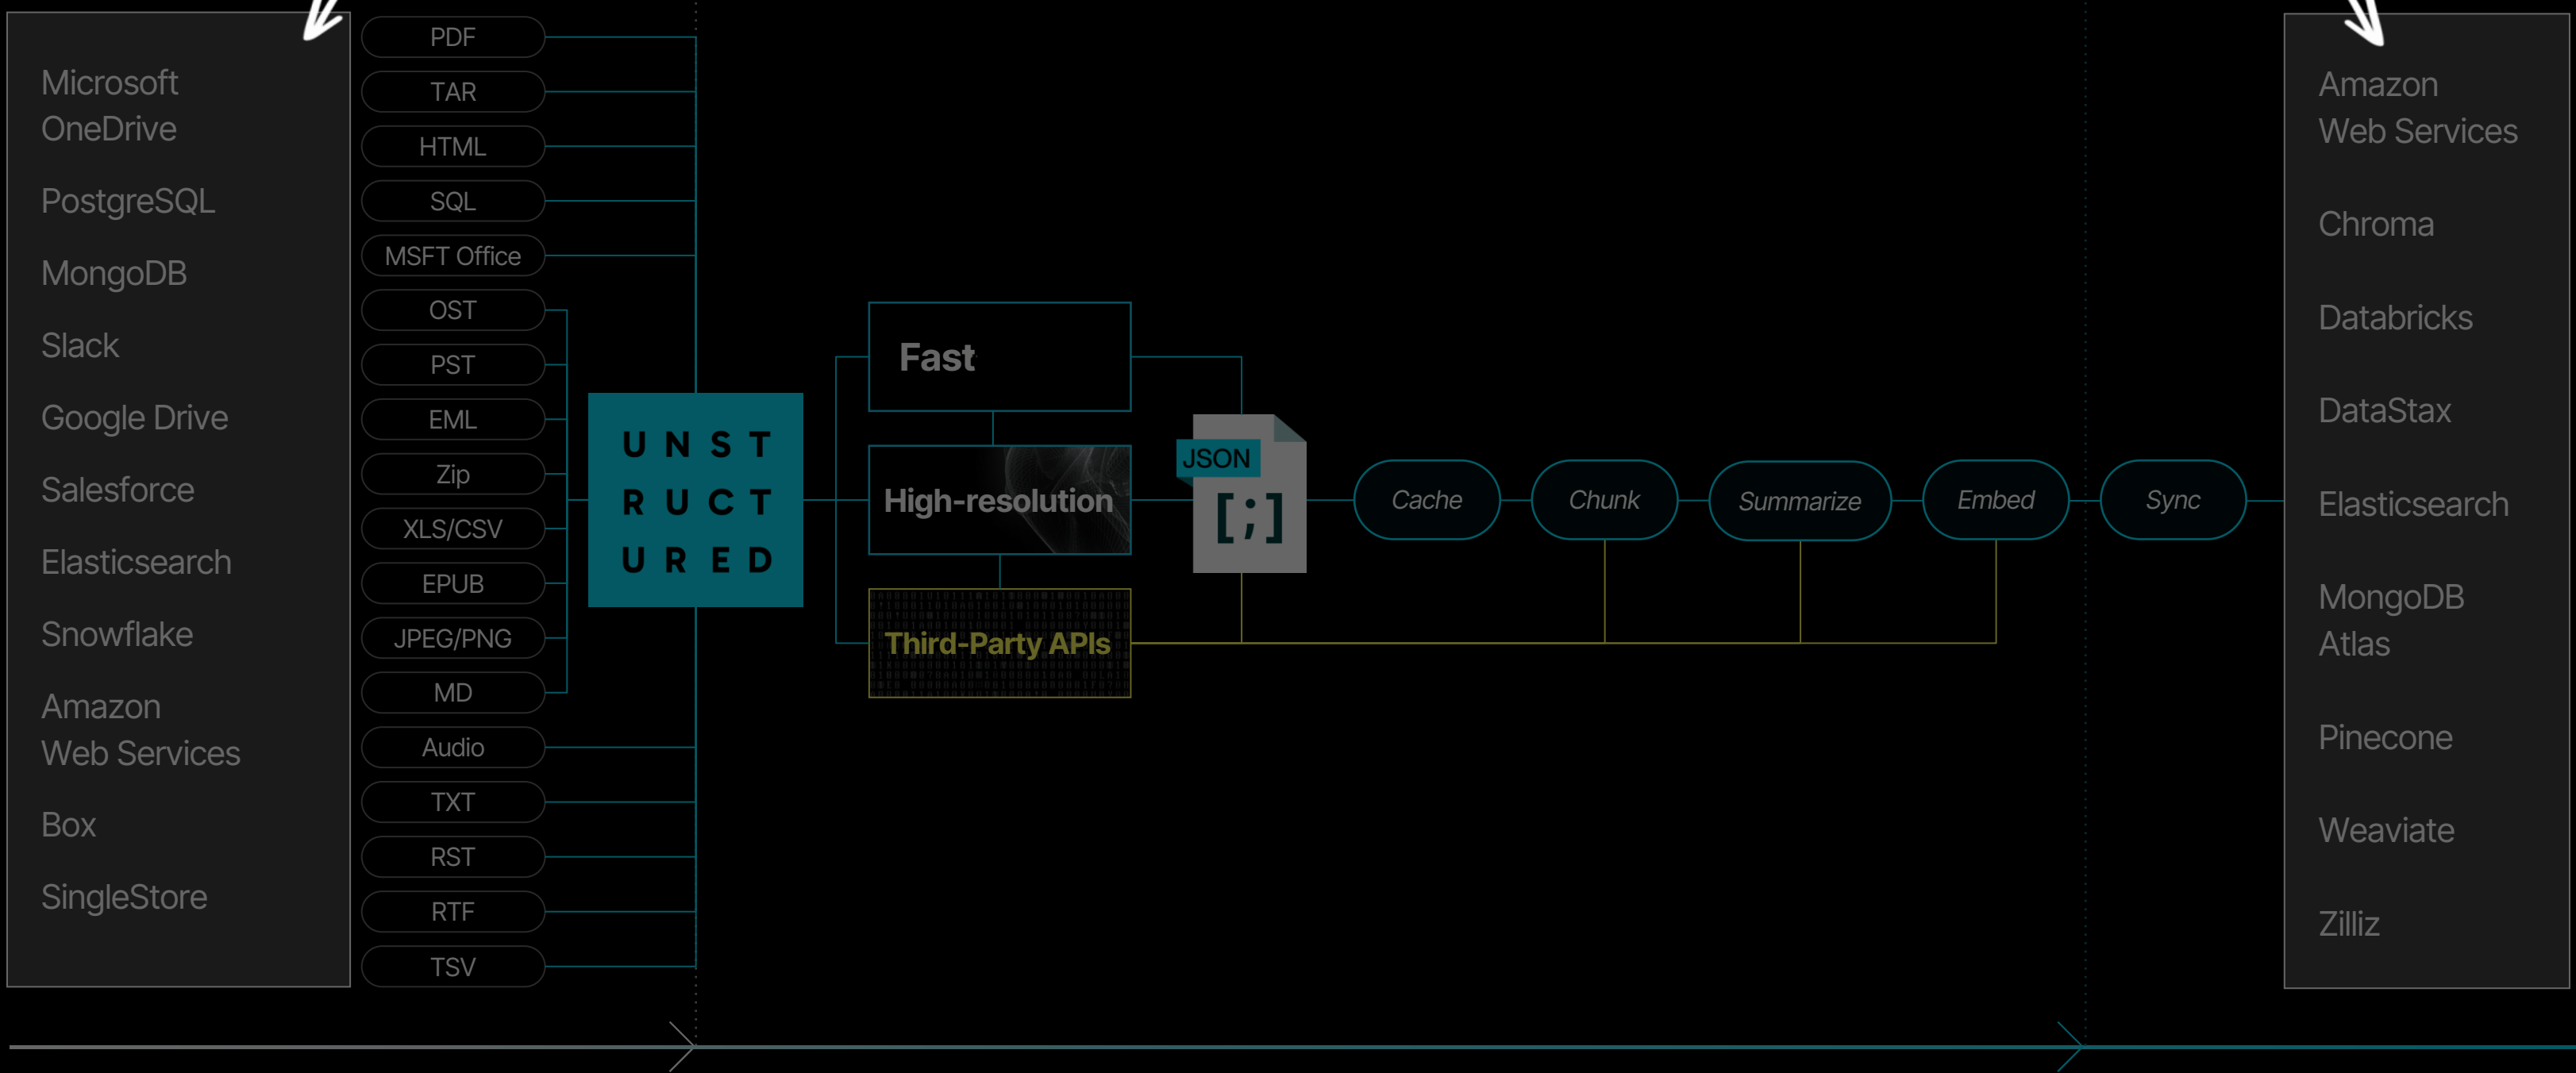 Microsoft
OneDrive
PostgreSQL
MongoDB
Slack
Google Drive
Salesforce
Elasticsearch
Snowflake
Amazon
Web Services
Box
SingleStore
PDF
TAR
HTML
SQL
MSFT Office
OST
PST
EML
Zip
XLS/CSV
EPUB
JPEG/PNG
MD
Audio
TXT
RST
RTF
TSV
UNST
RUCT
URED
Fast
High-resolution
Third-Party APIs
JSON
[;]
Cache
Chunk
Summarize
Embed
Sync
Amazon
Web Services
Chroma
Databricks
DataStax
Elasticsearch
MongoDB
Atlas
Pinecone
Weaviate
Zilliz